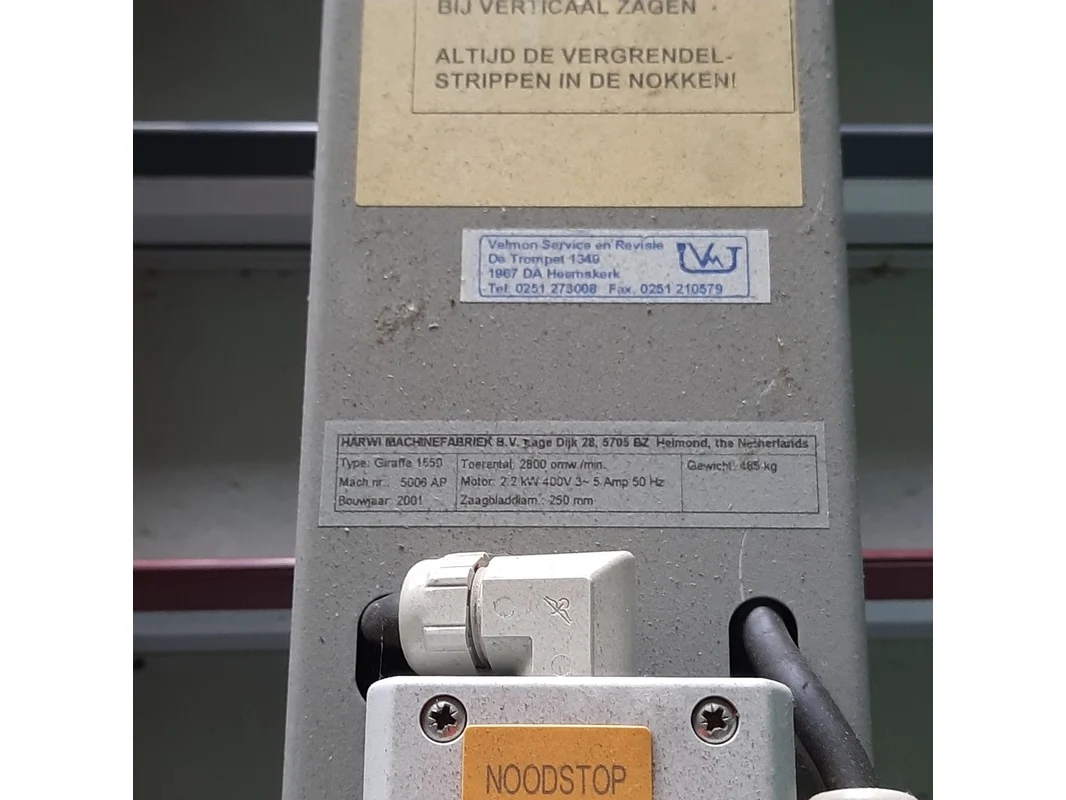 BIJ VERTICAAL ZAGEN
ALTIJD DE VERGRENDEL-
STRIPPEN IN DE NOKKEN!
Velmon Service en Revisie
De Trompet 1349
1967 DA Heemskerk
Tel. 0251 273008 Fax. 0251 210579
HARWI MACHINEFABRIEK B.V. Lage Dijk 28, 5705 BZ Helmond, the Netherlands
Type: Giraffe 1650 Toerental: 2800 omw./min. Gewicht: 485 kg
Mach.nr.: 5006 AP Motor: 2.2 kW 400V 3~ 5 Amp 50 Hz
Bouwjaar: 2001 Zaagbladdiam.: 250 mm
NOODSTOP